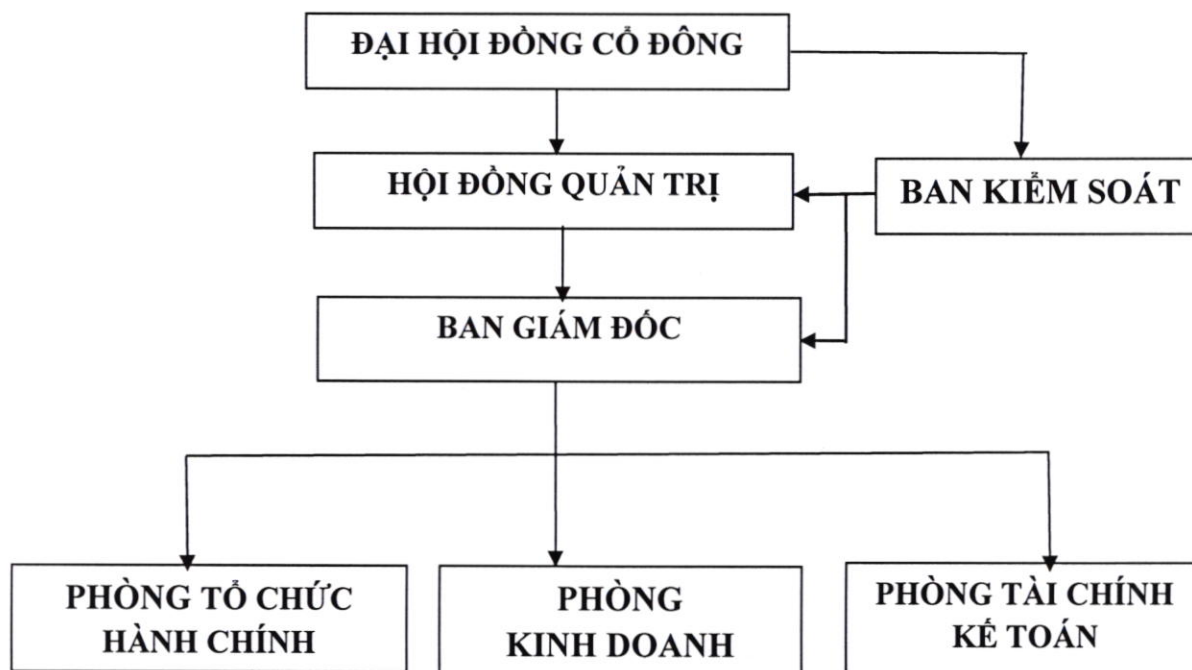 ĐẠI HỘI ĐỒNG CỔ ĐÔNG
HỘI ĐỒNG QUẢN TRỊ
BAN KIỂM SOÁT
BAN GIÁM ĐỐC
PHÒNG TỔ CHỨC
HÀNH CHÍNH
PHÒNG
KINH DOANH
PHÒNG TÀI CHÍNH
KẾ TOÁN